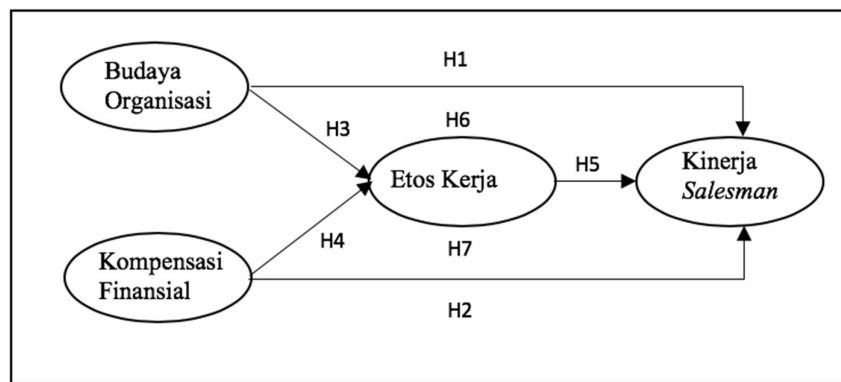 H1
Budaya
Organisasi
H3
H6
Etos Kerja
H5
Kinerja
Salesman
H4
H7
Kompensasi
Finansial
H2